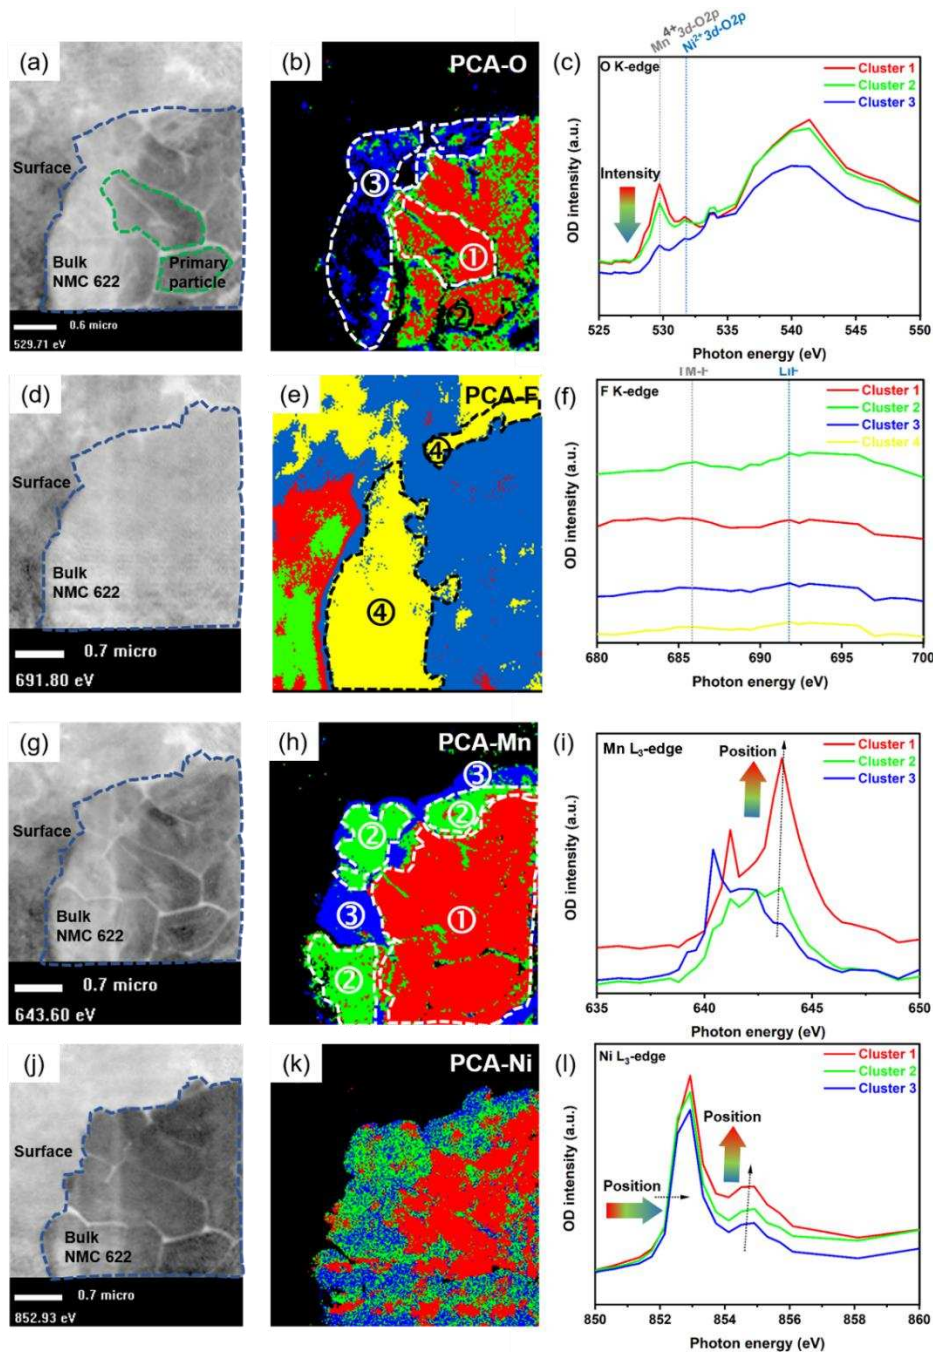 Mn4+3d-O2p
Ni2+3d-O2p
(a)
Surface
Bulk
NMC 622
Primary
particle
0.6 micro
529.71 eV
(b)
PCA-O
③
①
②
(c)
O K-edge
Cluster 1
Cluster 2
Cluster 3
Intensity
OD intensity (a.u.)
525
530
535
540
545
550
Photon energy (eV)
(d)
Surface
Bulk
NMC 622
0.7 micro
691.80 eV
(e)
PCA-F
④
④
(f)
TM-F
LiF
F K-edge
Cluster 1
Cluster 2
Cluster 3
Cluster 4
OD intensity (a.u.)
680
685
690
695
700
Photon energy (eV)
(g)
Surface
Bulk
NMC 622
0.7 micro
643.60 eV
(h)
PCA-Mn
③
②
②
③
①
②
(i)
Mn L₃-edge
Position
Cluster 1
Cluster 2
Cluster 3
OD intensity (a.u.)
635
640
645
650
Photon energy (eV)
(j)
Surface
Bulk
NMC 622
0.7 micro
852.93 eV
(k)
PCA-Ni
(l)
Ni L₃-edge
Cluster 1
Cluster 2
Cluster 3
Position
Position
OD intensity (a.u.)
850
852
854
856
858
860
Photon energy (eV)